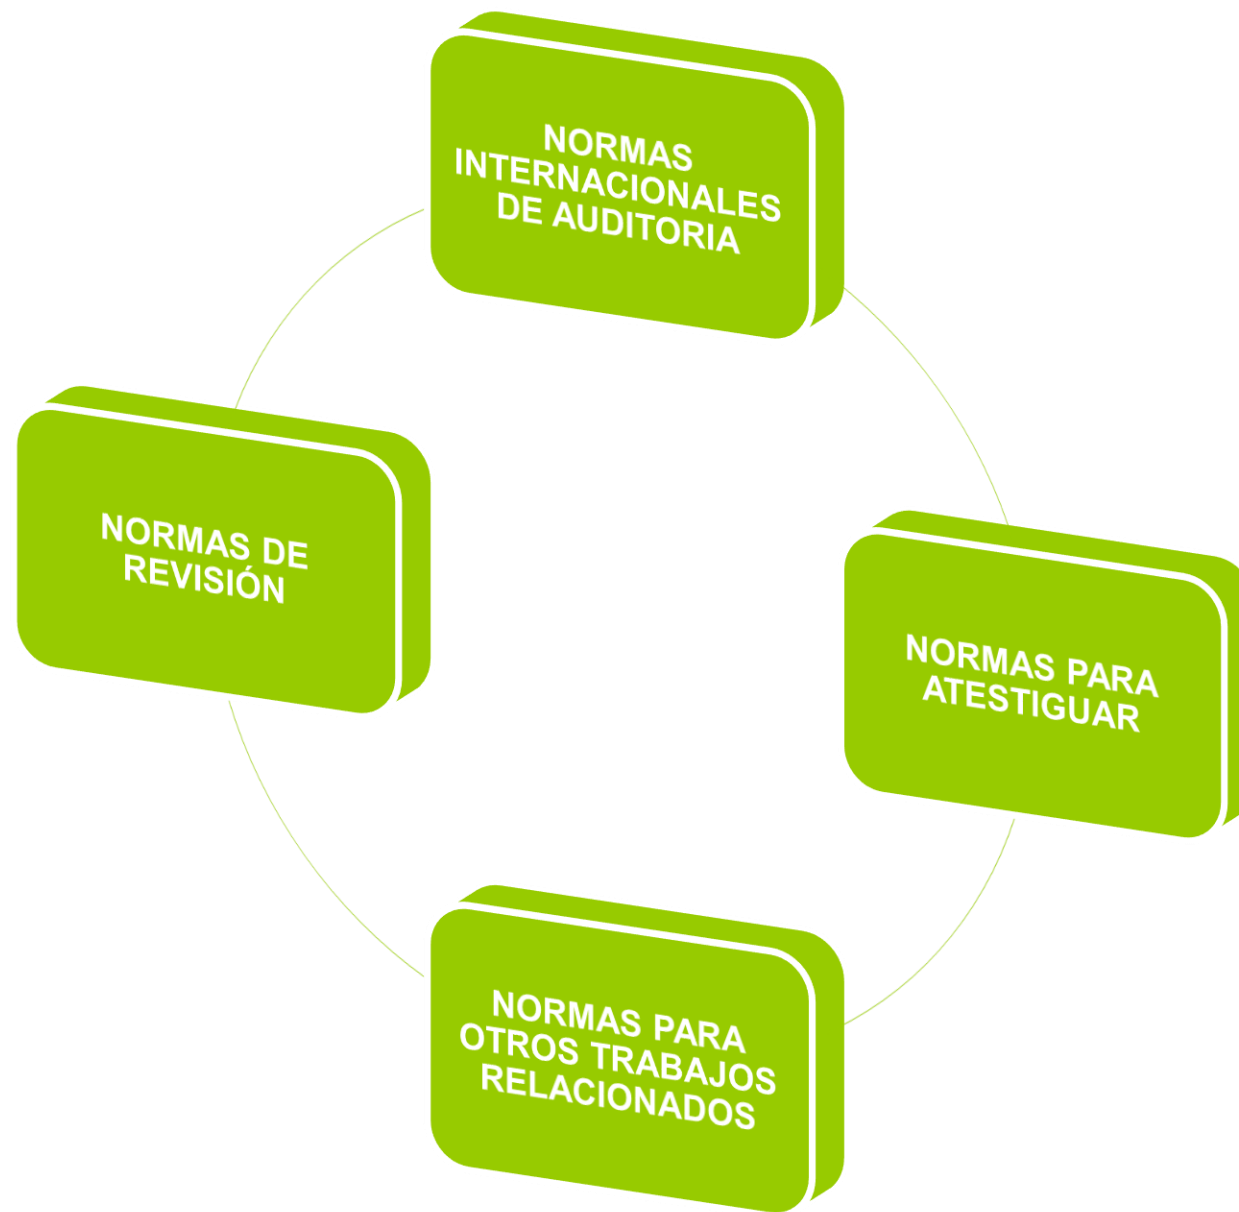 NORMAS
INTERNACIONALES
DE AUDITORIA
NORMAS DE
REVISIÓN
NORMAS PARA
ATESTIGUAR
NORMAS PARA
OTROS TRABAJOS
RELACIONADOS